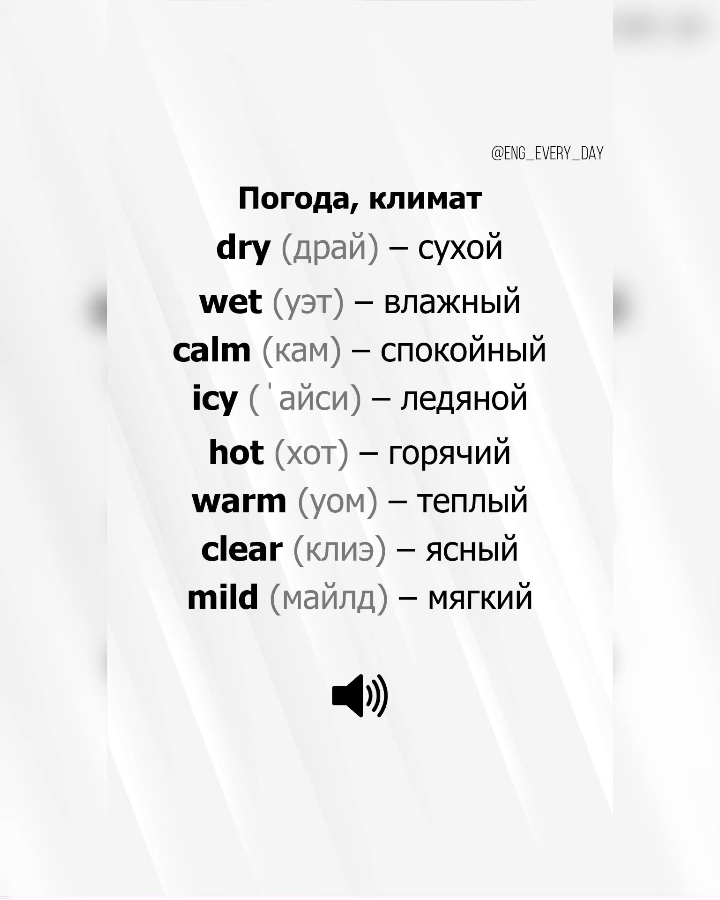 @ENG_EVERY_DAY
Погода, климат
dry (драй) – сухой
wet (уэт) – влажный
calm (кам) – спокойный
icy (ˈайси) – ледяной
hot (хот) – горячий
warm (уом) – теплый
clear (клиэ) – ясный
mild (майлд) – мягкий